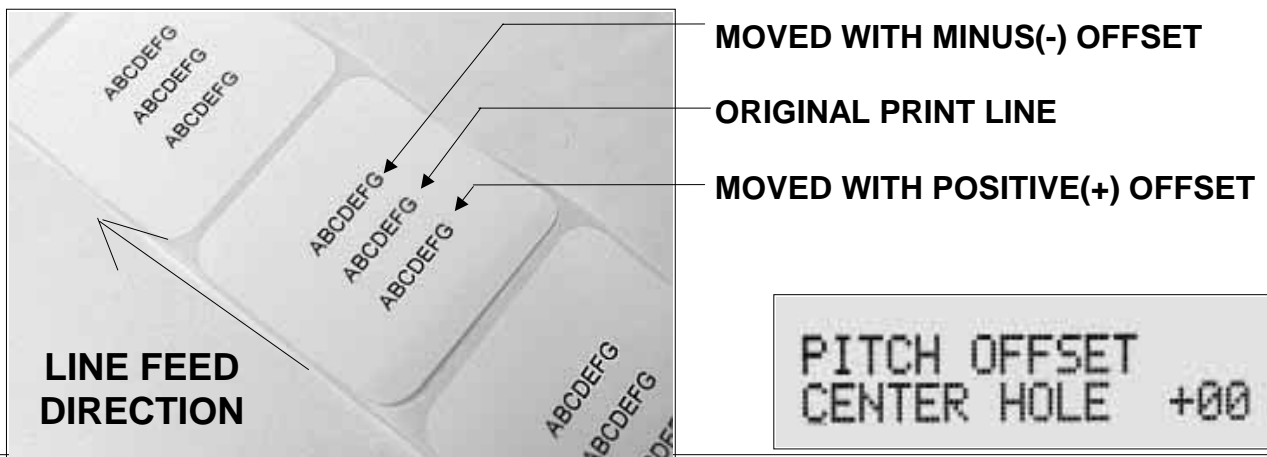 ABCDEFG
ABCDEFG
ABCDEFG
MOVED WITH MINUS(-) OFFSET
ORIGINAL PRINT LINE
MOVED WITH POSITIVE(+) OFFSET
ABCDEFG
ABCDEFG
ABCDEFG
LINE FEED
DIRECTION
ABCDEFG
ABCDEFG
PITCH OFFSET
CENTER HOLE +00